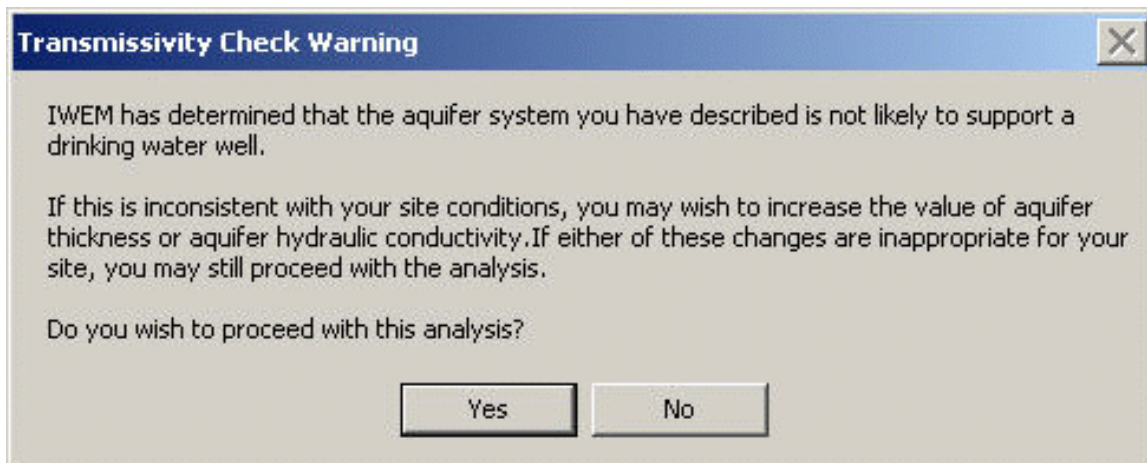 Transmissivity Check Warning
IWEM has determined that the aquifer system you have described is not likely to support a
drinking water well.
If this is inconsistent with your site conditions, you may wish to increase the value of aquifer
thickness or aquifer hydraulic conductivity.If either of these changes are inappropriate for your
site, you may still proceed with the analysis.
Do you wish to proceed with this analysis?
Yes No